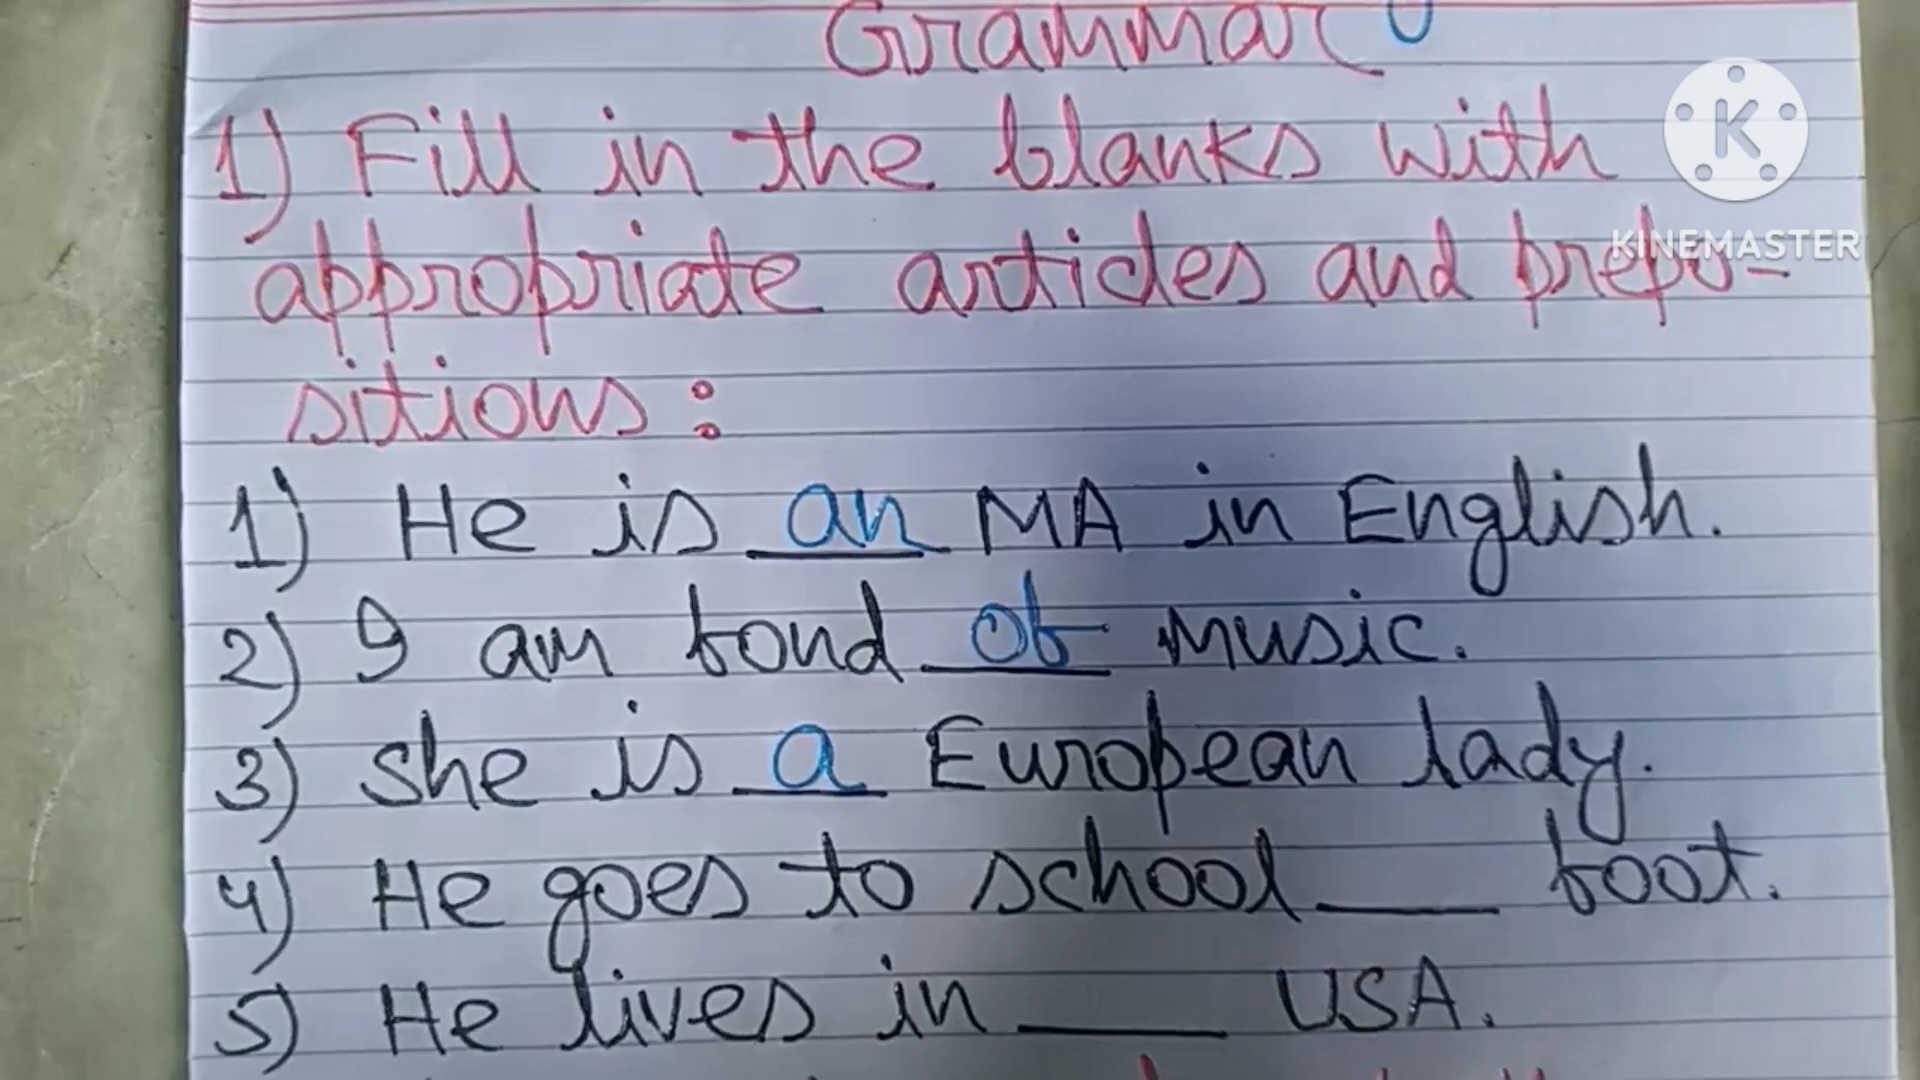 Grammar
1) Fill in the blanks with
appropriate articles and prepo-
sitions :
1) He is an MA in English.
2) I am fond of music.
3) She is a European lady.
4) He goes to school ____ foot.
5) He lives in ____ USA.
K
KINEMASTER